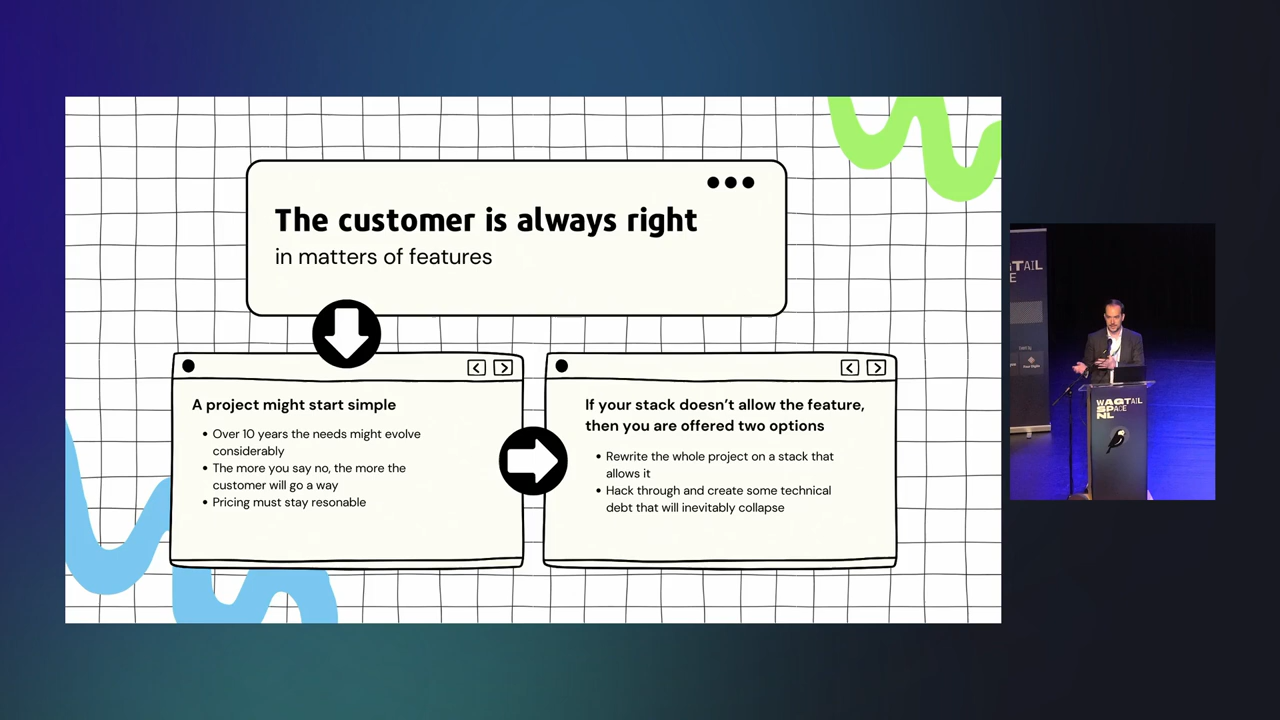 The customer is always right
in matters of features
A project might start simple
• Over 10 years the needs might evolve
considerably
• The more you say no, the more the
customer will go a way
• Pricing must stay resonable
If your stack doesn't allow the feature,
then you are offered two options
• Rewrite the whole project on a stack that
allows it
• Hack through and create some technical
debt that will inevitably collapse
TAIL
E
WAGTAIL
SPACE
NL